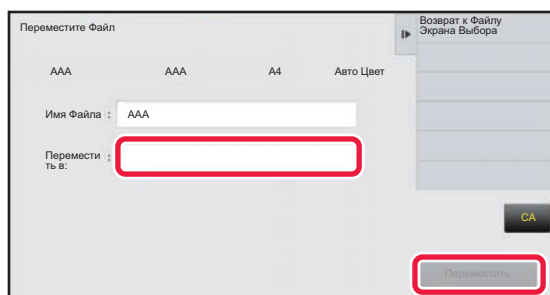 Переместите Файл
Возврат к Файлу
Экрана Выбора
AAA AAA A4 Авто Цвет
Имя Файла : AAA
Перемести :
ть в:
CA
Переместить